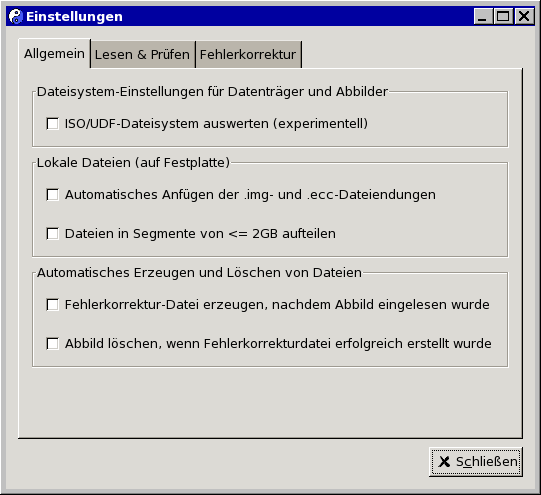 Einstellungen
Allgemein
Lesen & Prüfen
Fehlerkorrektur
Dateisystem-Einstellungen für Datenträger und Abbilder
ISO/UDF-Dateisystem auswerten (experimentell)
Lokale Dateien (auf Festplatte)
Automatisches Anfügen der .img- und .ecc-Dateiendungen
Dateien in Segmente von <= 2GB aufteilen
Automatisches Erzeugen und Löschen von Dateien
Fehlerkorrektur-Datei erzeugen, nachdem Abbild eingelesen wurde
Abbild löschen, wenn Fehlerkorrekturdatei erfolgreich erstellt wurde
Schließen